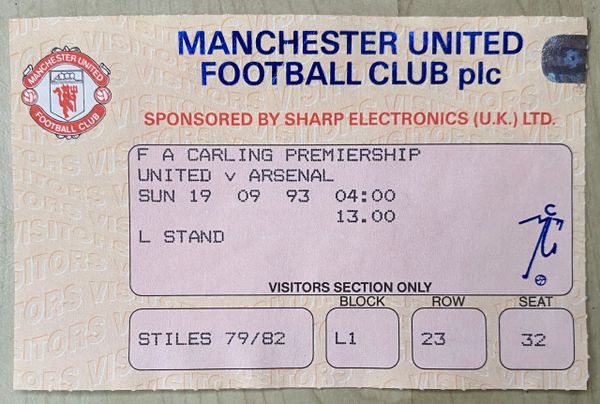 MANCHESTER UNITED
FOOTBALL CLUB
MANCHESTER UNITED
FOOTBALL CLUB plc
SPONSORED BY SHARP ELECTRONICS (U.K.) LTD.
F A CARLING PREMIERSHIP
UNITED v ARSENAL
SUN 19 09 93 04:00
13.00
L STAND
VISITORS SECTION ONLY
BLOCK ROW SEAT
STILES 79/82 L1 23 32
VISITORS